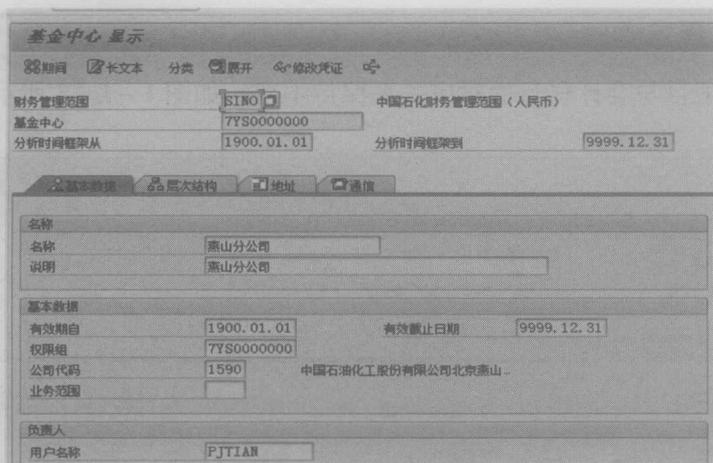 基金中心 显示
期间 长文本 分类 展开 修改凭证
财务管理范围 SINO 中国石化财务管理范围（人民币）
基金中心 7YS0000000
分析时间框架从 1900.01.01 分析时间框架到 9999.12.31
基本数据 层次结构 地址 通信
名称
名称 燕山分公司
说明 燕山分公司
基本数据
有效期自 1900.01.01 有效截止日期 9999.12.31
权限组 7YS0000000
公司代码 1590 中国石油化工股份有限公司北京燕山…
业务范围
负责人
用户名称 PJTIAN